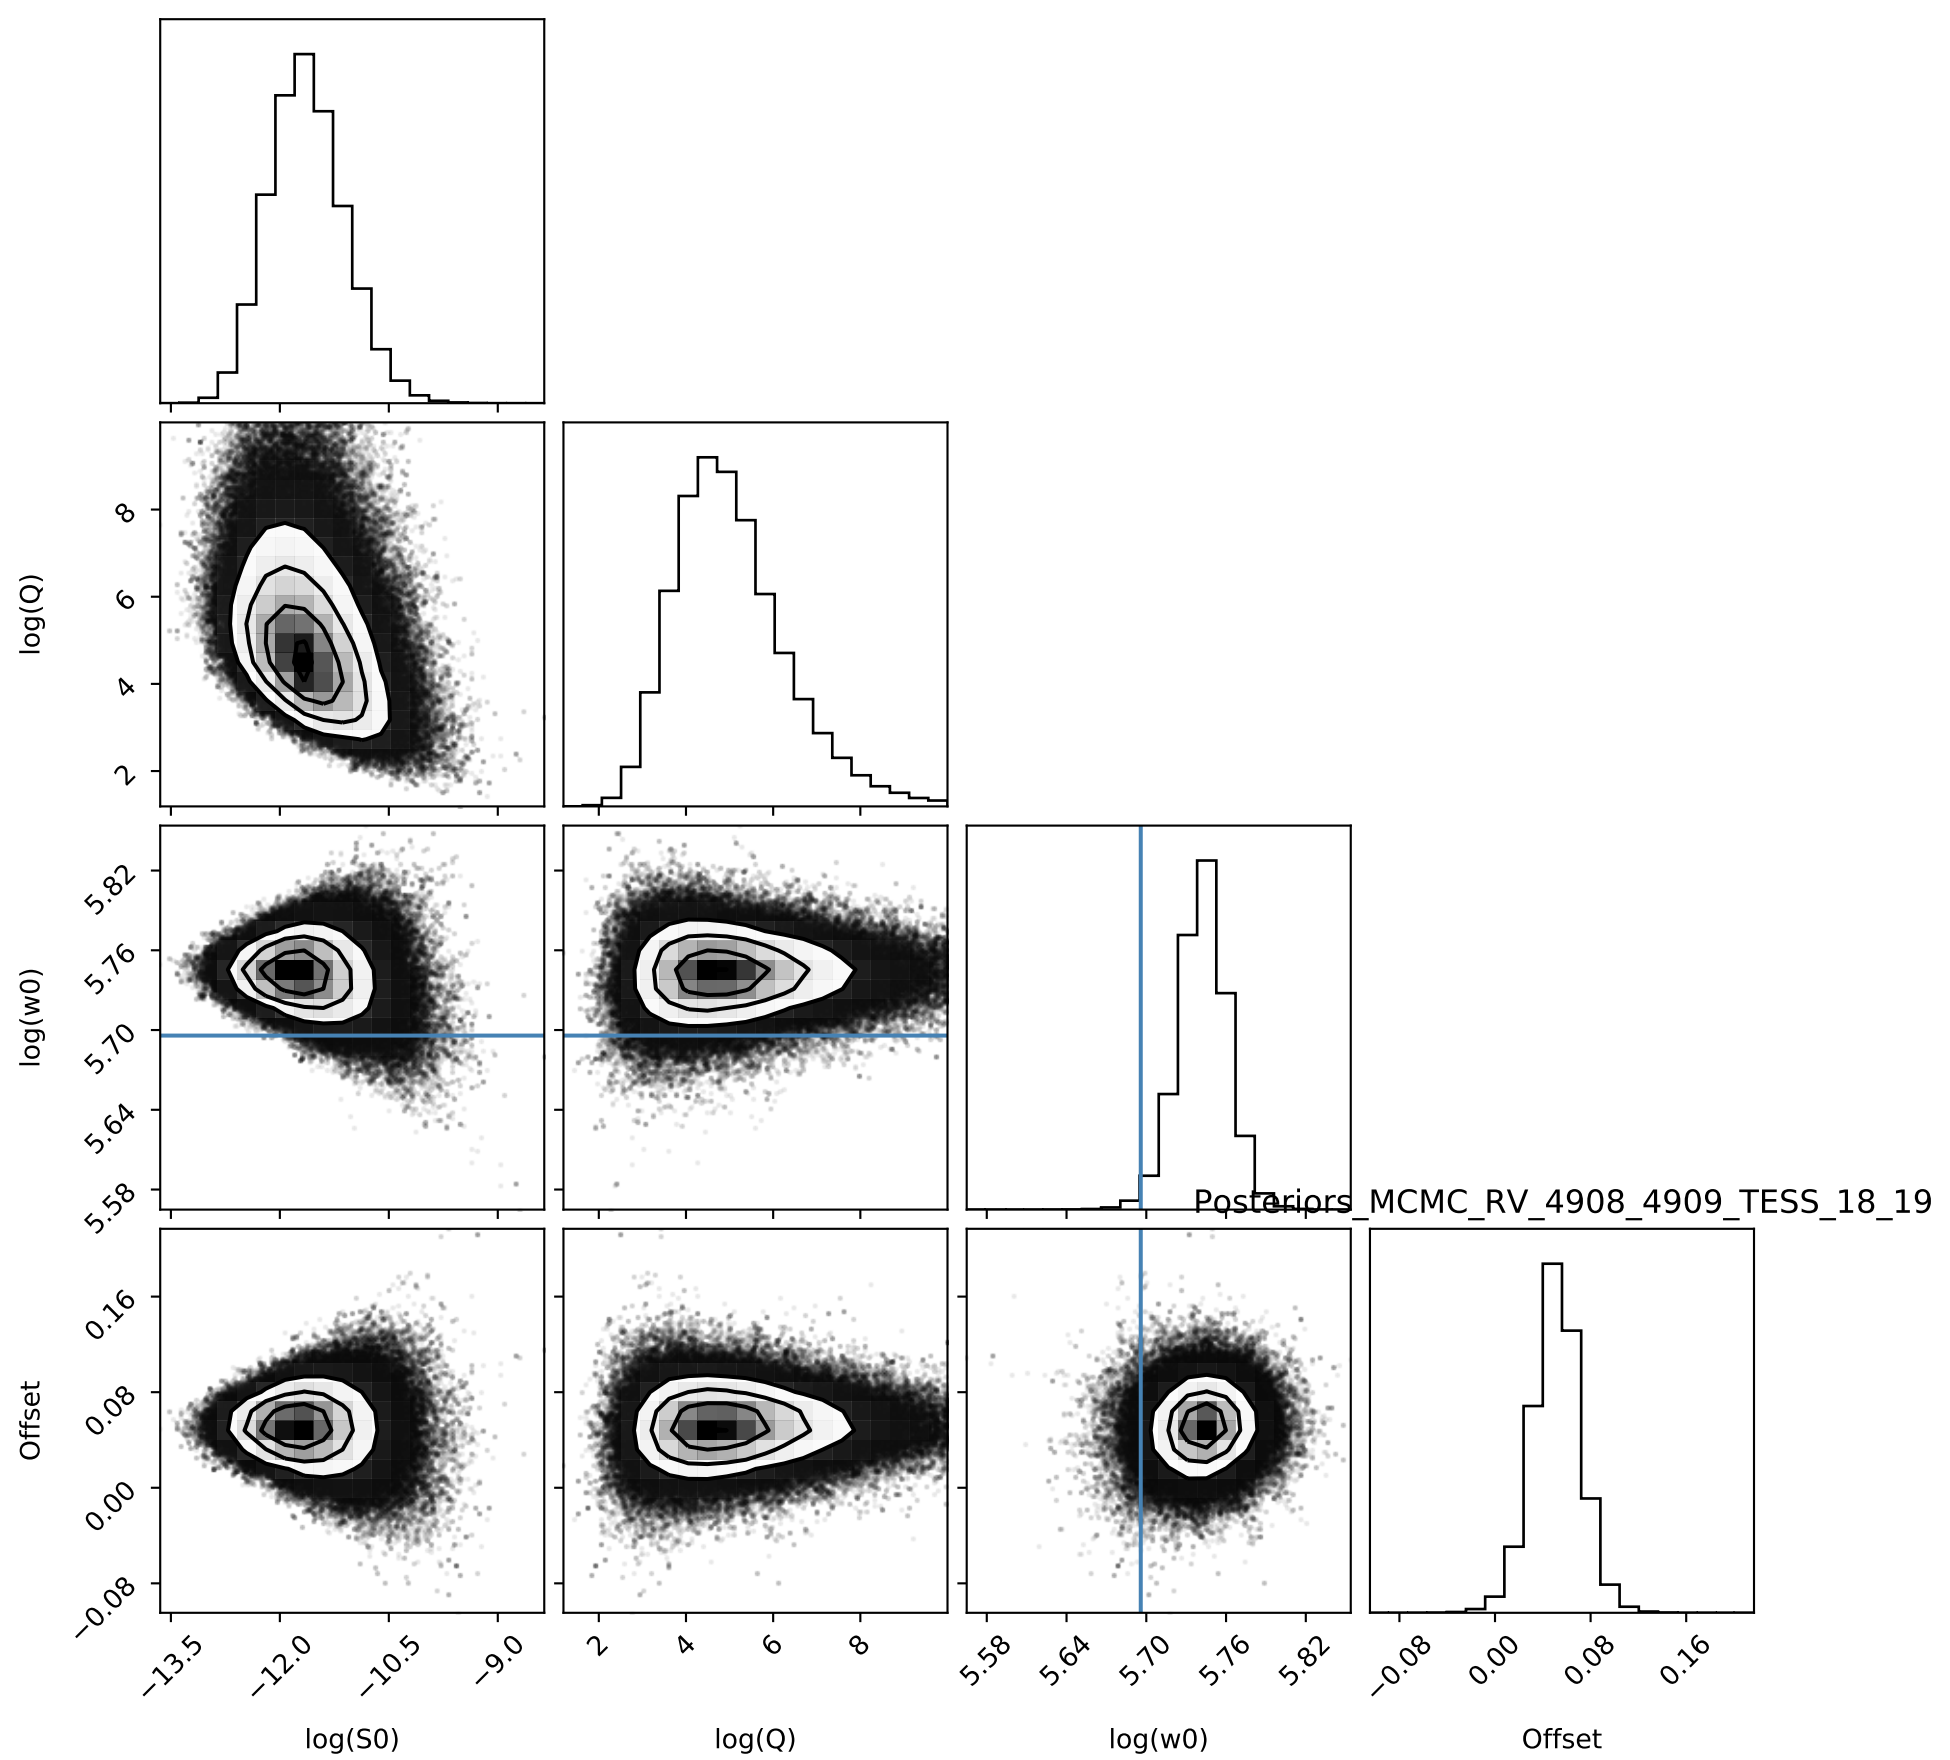 8
6
4
2
log(Q)
5.82
5.76
5.70
5.64
5.58
log(w0)
Posteriors_MCMC_RV_4908_4909_TESS_18_19
0.16
0.08
0.00
−0.08
Offset
−13.5 −12.0 −10.5 −9.0 2 4 6 8 5.58 5.64 5.70 5.76 5.82 −0.08 0.00 0.08 0.16
log(S0) log(Q) log(w0) Offset